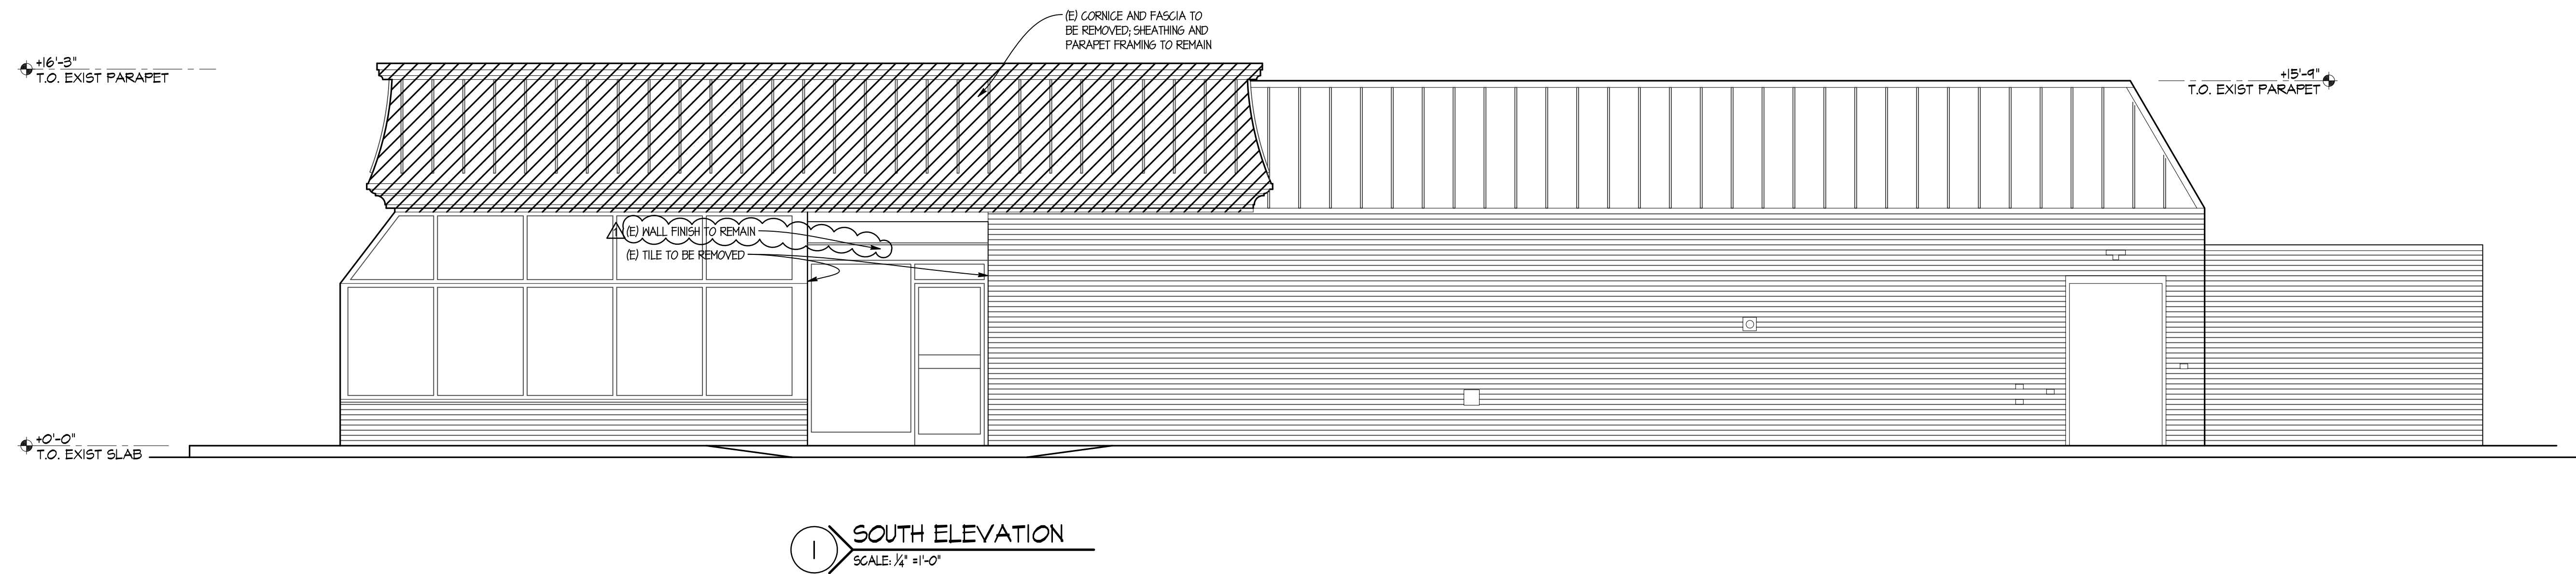 (E) CORNICE AND FASCIA TO
BE REMOVED; SHEATHING AND
PARAPET FRAMING TO REMAIN
+16'-3"
T.O. EXIST PARAPET
+15'-9"
T.O. EXIST PARAPET
1
(E) WALL FINISH TO REMAIN
(E) TILE TO BE REMOVED
+0'-0"
T.O. EXIST SLAB
1
SOUTH ELEVATION
SCALE: 1/4" =1'-0"